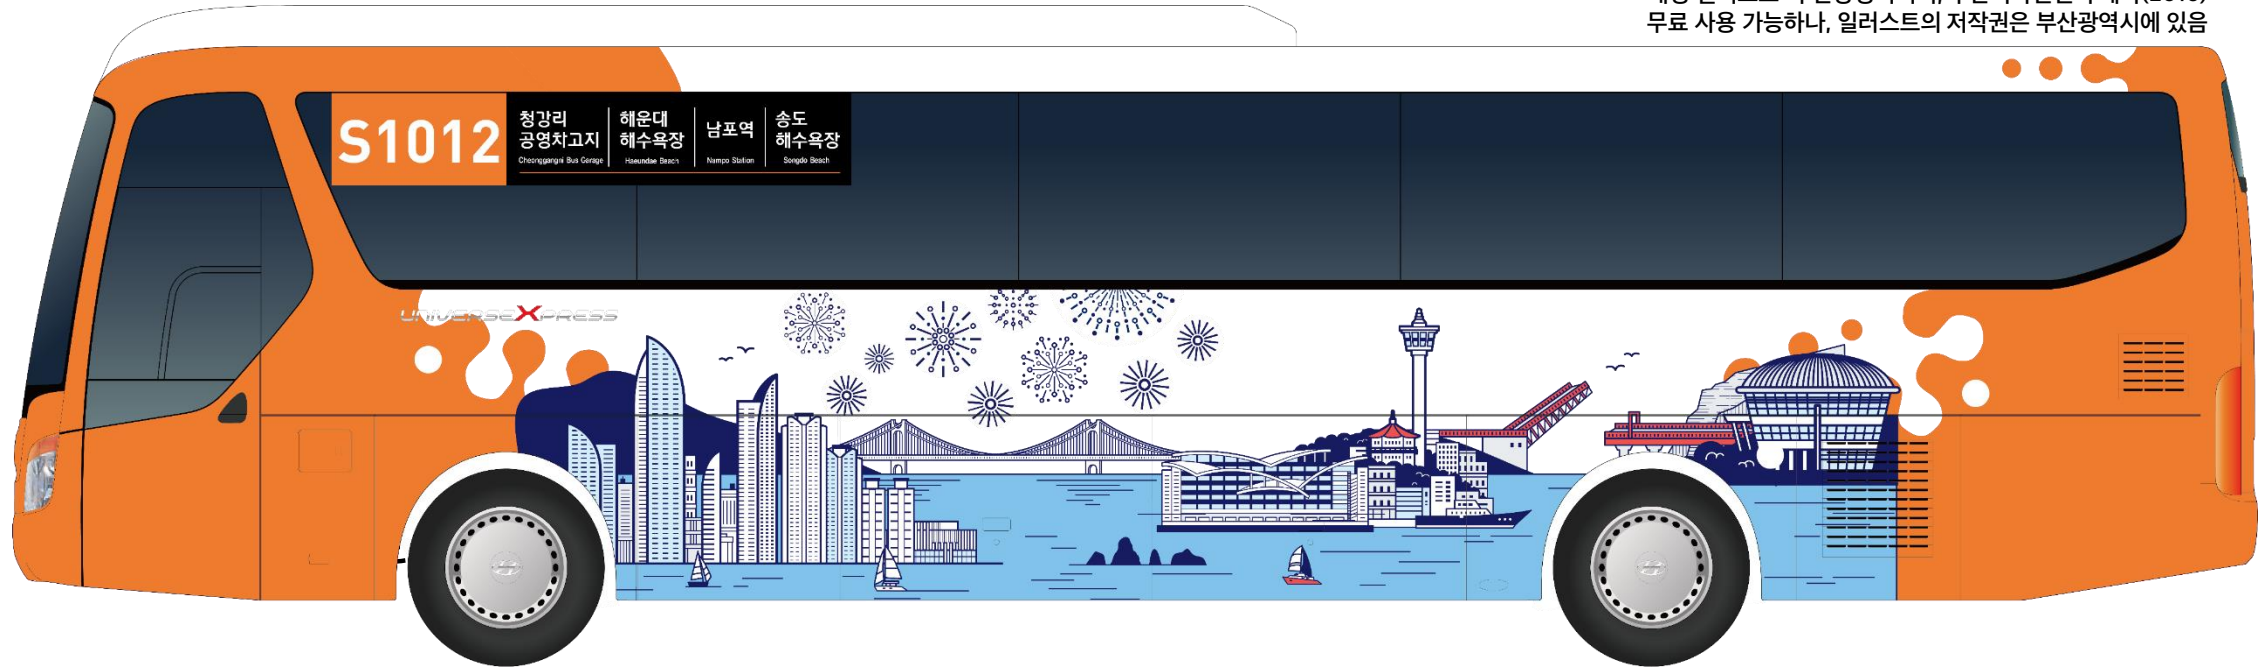 무료 사용 가능하나, 일러스트의 저작권은 부산광역시에 있음
S1012
청강리
공영차고지
Cheonggangni Bus Garage
해운대
해수욕장
Haeundae Beach
남포역
Nampo Station
송도
해수욕장
Songdo Beach
UNIVERSEXPRESS